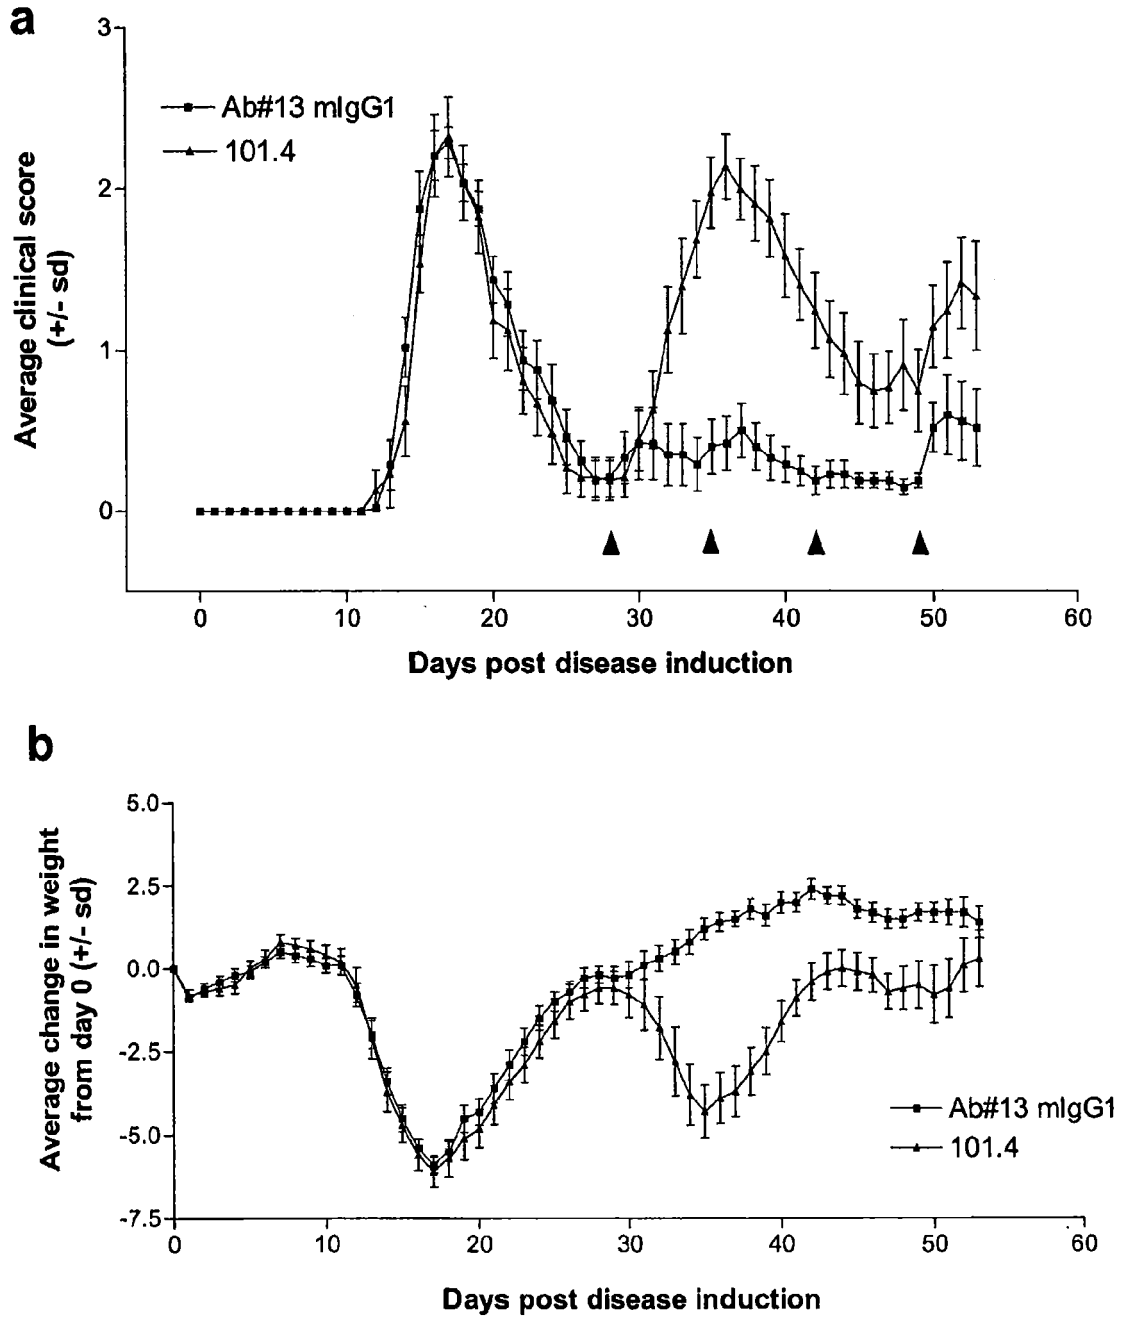 a
3
Ab#13 mIgG1
101.4
2
1
0
Average clinical score
(+/- sd)
0 10 20 30 40 50 60
Days post disease induction
b
5.0
2.5
0.0
-2.5
-5.0
-7.5
Average change in weight
from day 0 (+/- sd)
Ab#13 mIgG1
101.4
0 10 20 30 40 50 60
Days post disease induction